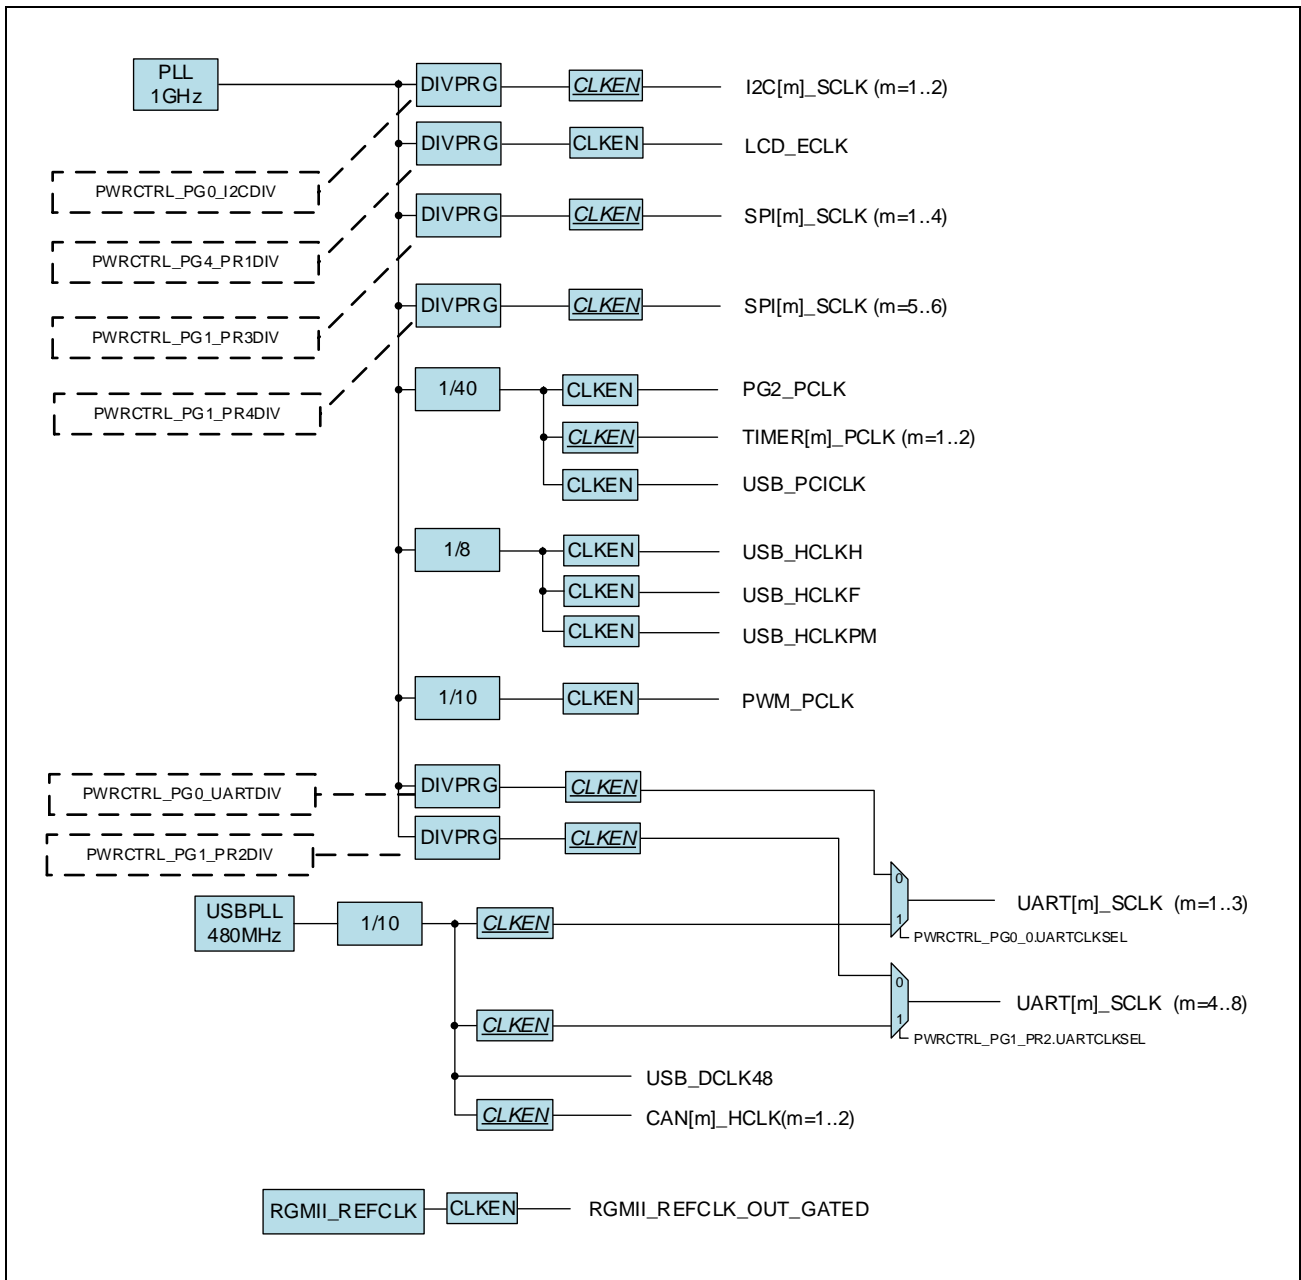 PLL
1GHz
DIVPRG
CLKEN
I2C[m]_SCLK (m=1..2)
DIVPRG
CLKEN
LCD_ECLK
PWRCTRL_PG0_I2CDIV
DIVPRG
CLKEN
SPI[m]_SCLK (m=1..4)
PWRCTRL_PG4_PR1DIV
DIVPRG
CLKEN
SPI[m]_SCLK (m=5..6)
PWRCTRL_PG1_PR3DIV
1/40
CLKEN
PG2_PCLK
PWRCTRL_PG1_PR4DIV
CLKEN
TIMER[m]_PCLK (m=1..2)
CLKEN
USB_PCICLK
1/8
CLKEN
USB_HCLKH
CLKEN
USB_HCLKF
CLKEN
USB_HCLKPM
1/10
CLKEN
PWM_PCLK
PWRCTRL_PG0_UARTDIV
DIVPRG
CLKEN
PWRCTRL_PG1_PR2DIV
DIVPRG
CLKEN
0
UART[m]_SCLK (m=1..3)
1
PWRCTRL_PG0_0.UARTCLKSEL
USBPLL
480MHz
1/10
CLKEN
0
UART[m]_SCLK (m=4..8)
1
PWRCTRL_PG1_PR2.UARTCLKSEL
CLKEN
USB_DCLK48
CLKEN
CAN[m]_HCLK(m=1..2)
RGMII_REFCLK
CLKEN
RGMII_REFCLK_OUT_GATED